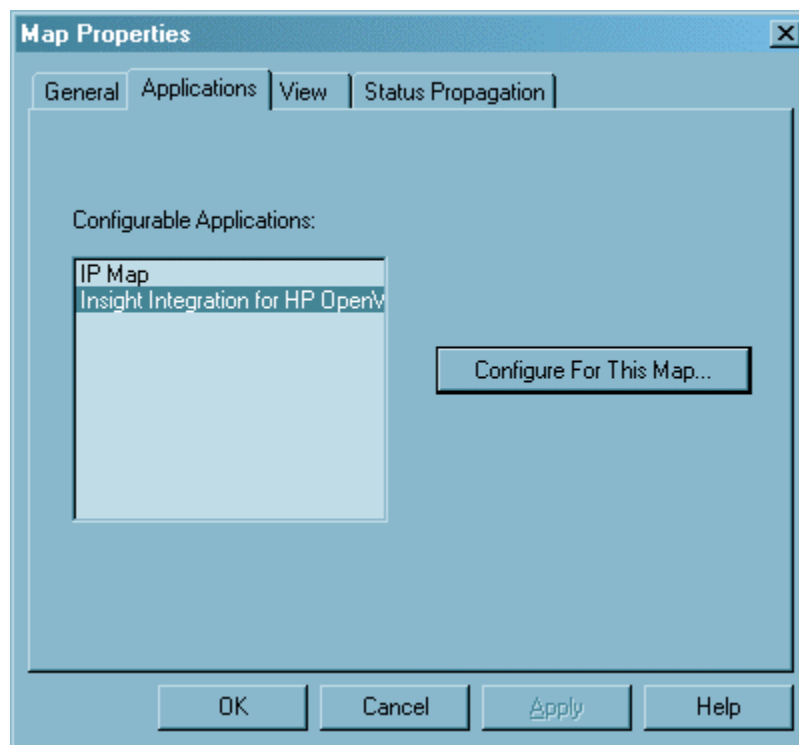 Map Properties
General Applications View Status Propagation
Configurable Applications:
IP Map
Insight Integration for HP OpenV
Configure For This Map...
OK Cancel Apply Help